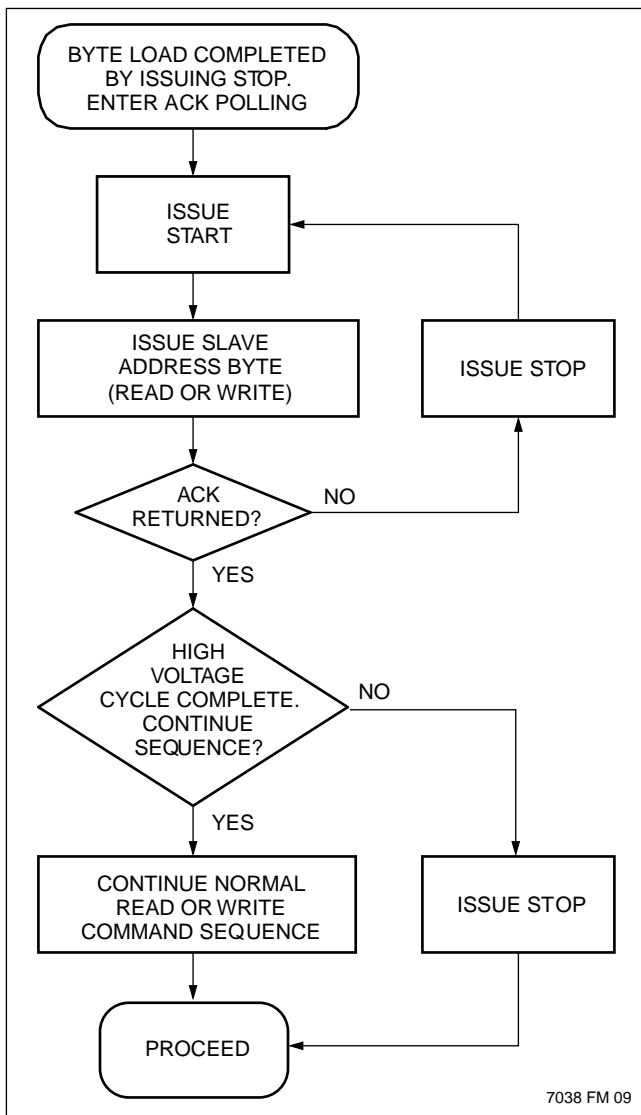 BYTE LOAD COMPLETED
BY ISSUING STOP.
ENTER ACK POLLING
ISSUE
START
ISSUE SLAVE
ADDRESS BYTE
(READ OR WRITE)
ISSUE STOP
ACK
RETURNED?
NO
YES
HIGH
VOLTAGE
CYCLE COMPLETE.
CONTINUE
SEQUENCE?
NO
YES
CONTINUE NORMAL
READ OR WRITE
COMMAND SEQUENCE
ISSUE STOP
PROCEED
7038 FM 09